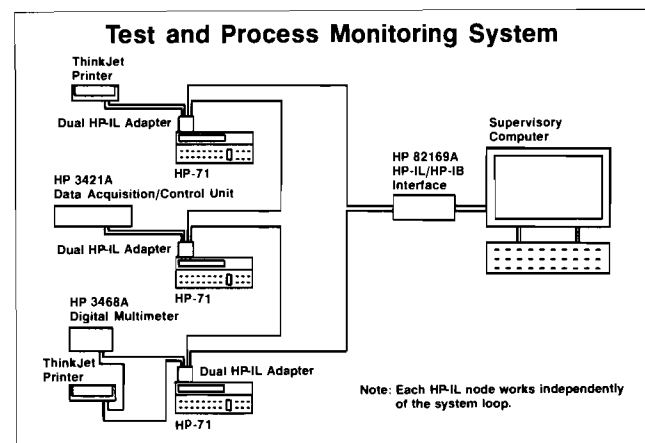 Test and Process Monitoring System
ThinkJet
Printer
Dual HP-IL Adapter
HP-71
HP 3421A
Data Acquisition/Control Unit
Dual HP-IL Adapter
HP-71
HP 3468A
Digital Multimeter
ThinkJet
Printer
Dual HP-IL Adapter
HP-71
HP 82169A
HP-IL/HP-IB
Interface
Supervisory
Computer
Note: Each HP-IL node works independently
of the system loop.